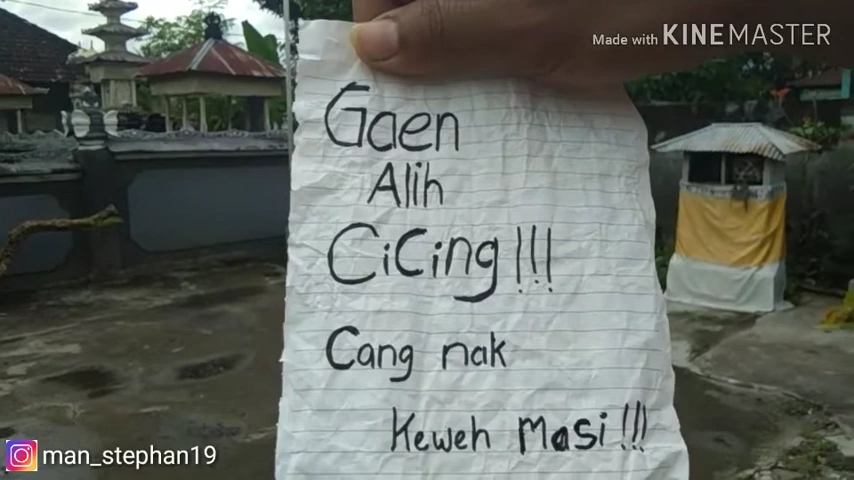 Made with KINEMASTER
Gaen
Alih
Cicing!!!
Cang nak
Keweh Masi!!!
man_stephan19